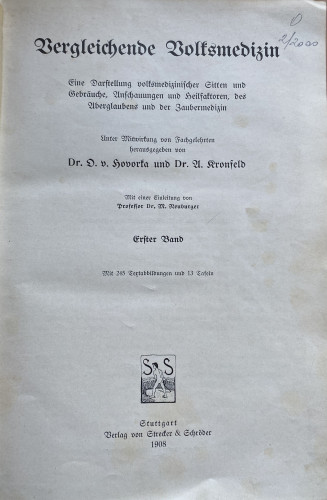 2/2000
Vergleichende Volksmedizin
Eine Darstellung volksmedizinischer Sitten und
Gebräuche, Anschauungen und Heilfaktoren, des
Aberglaubens und der Zaubermedizin
Unter Mitwirkung von Fachgelehrten
herausgegeben von
Dr. O. v. Hovorka und Dr. A. Kronfeld
Mit einer Einleitung von
Professor Dr. M. Neuburger
Erster Band
Mit Textabbildungen und Tafeln
S S
Stuttgart
Verlag von Strecker & Schröder
1908